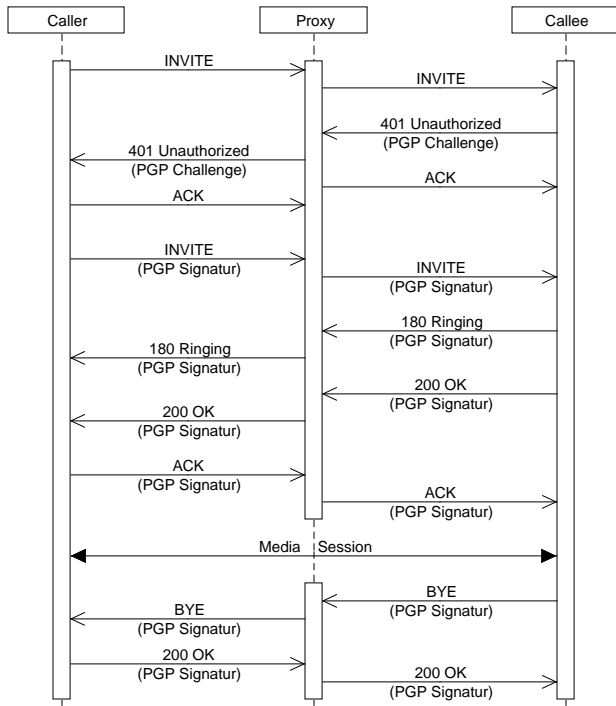 Caller
Proxy
Callee
INVITE
INVITE
401 Unauthorized
(PGP Challenge)
401 Unauthorized
(PGP Challenge)
ACK
ACK
INVITE
(PGP Signatur)
INVITE
(PGP Signatur)
180 Ringing
(PGP Signatur)
180 Ringing
(PGP Signatur)
200 OK
(PGP Signatur)
200 OK
(PGP Signatur)
ACK
(PGP Signatur)
ACK
(PGP Signatur)
Media Session
BYE
(PGP Signatur)
BYE
(PGP Signatur)
200 OK
(PGP Signatur)
200 OK
(PGP Signatur)